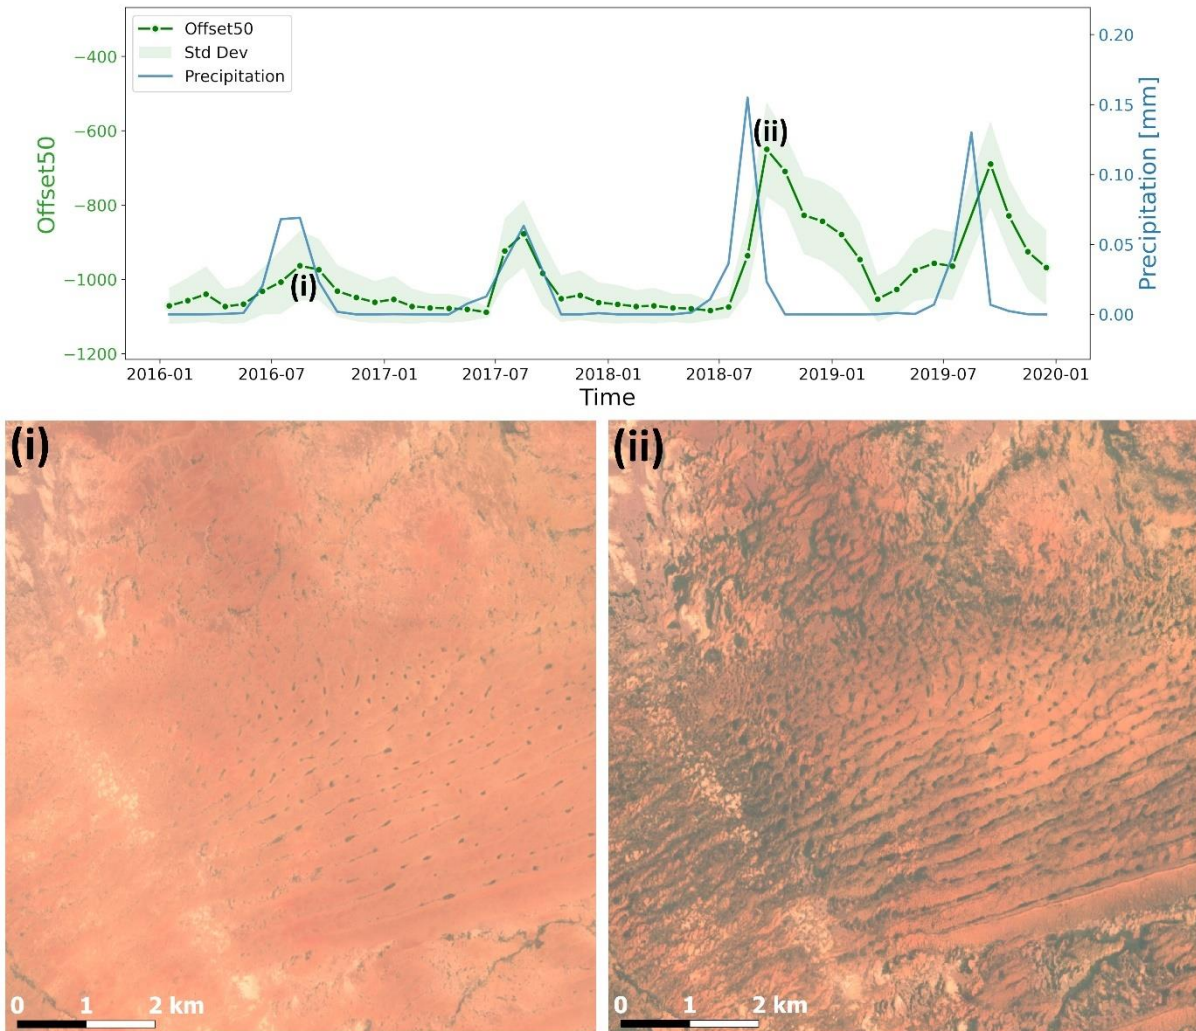 Offset50
Std Dev
Precipitation
−400
−600
−800
−1000
−1200
Offset50
0.20
0.15
0.10
0.05
0.00
Precipitation [mm]
(i)
(ii)
2016-01 2016-07 2017-01 2017-07 2018-01 2018-07 2019-01 2019-07 2020-01
Time
(i)
0 1 2 km
(ii)
0 1 2 km